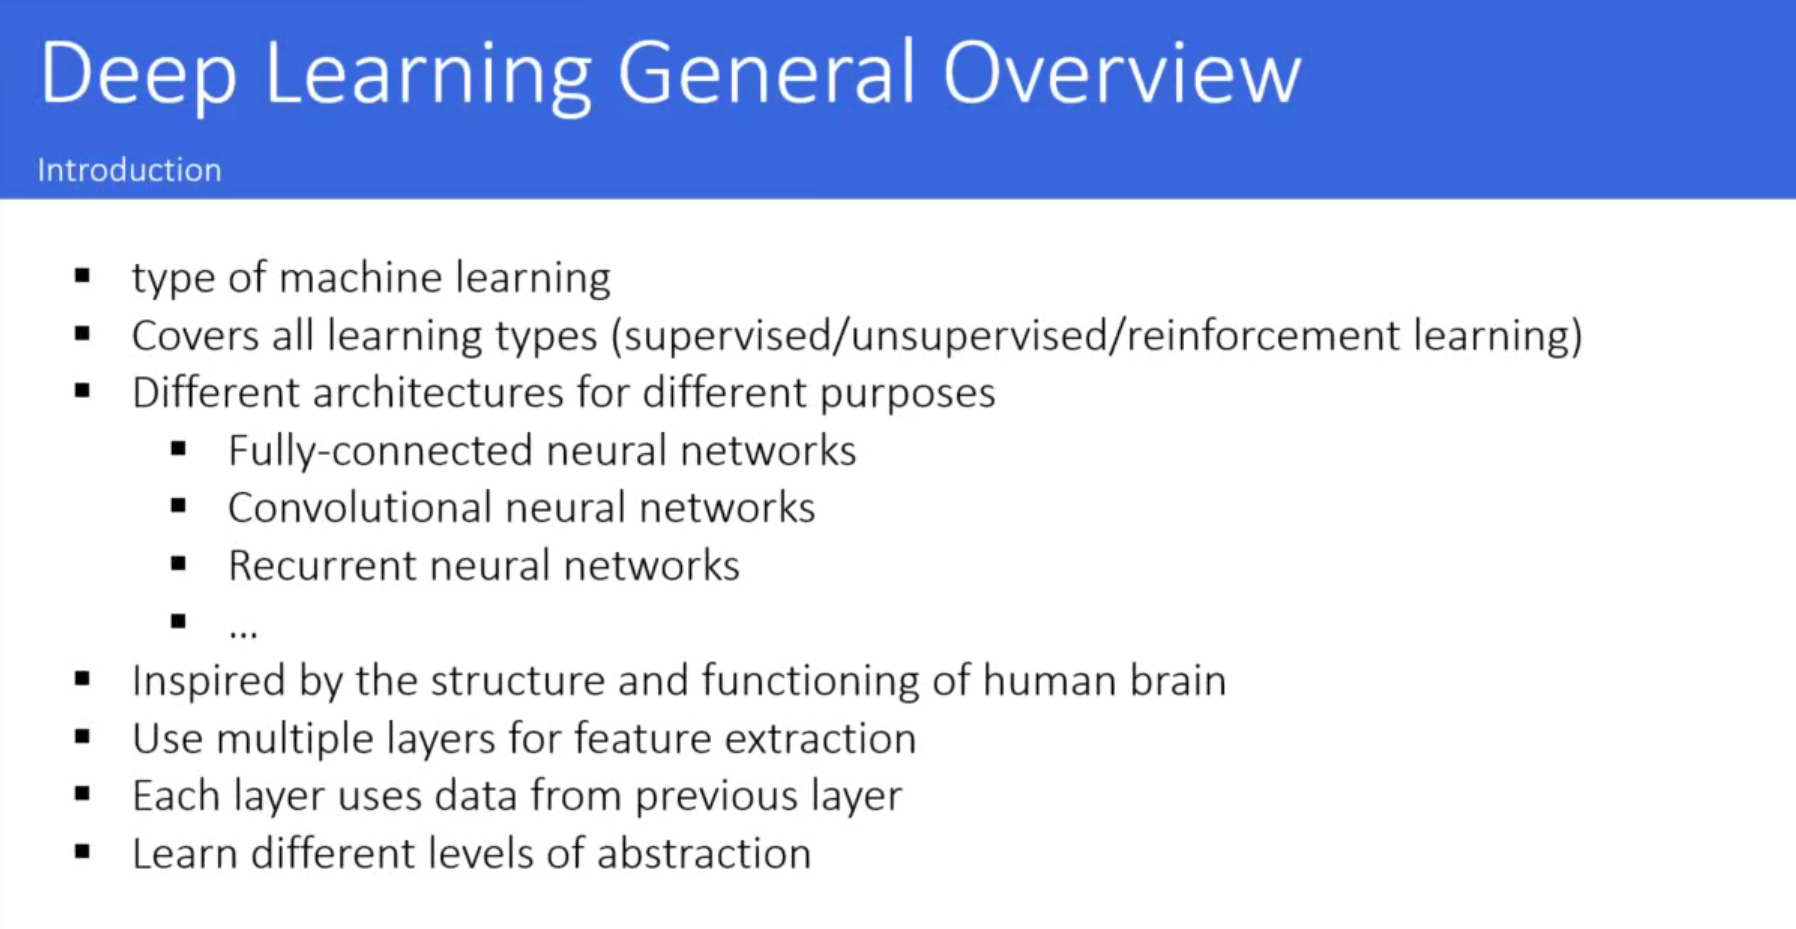 Deep Learning General Overview
Introduction
▪ type of machine learning
▪ Covers all learning types (supervised/unsupervised/reinforcement learning)
▪ Different architectures for different purposes
▪ Fully-connected neural networks
▪ Convolutional neural networks
▪ Recurrent neural networks
▪ ...
▪ Inspired by the structure and functioning of human brain
▪ Use multiple layers for feature extraction
▪ Each layer uses data from previous layer
▪ Learn different levels of abstraction